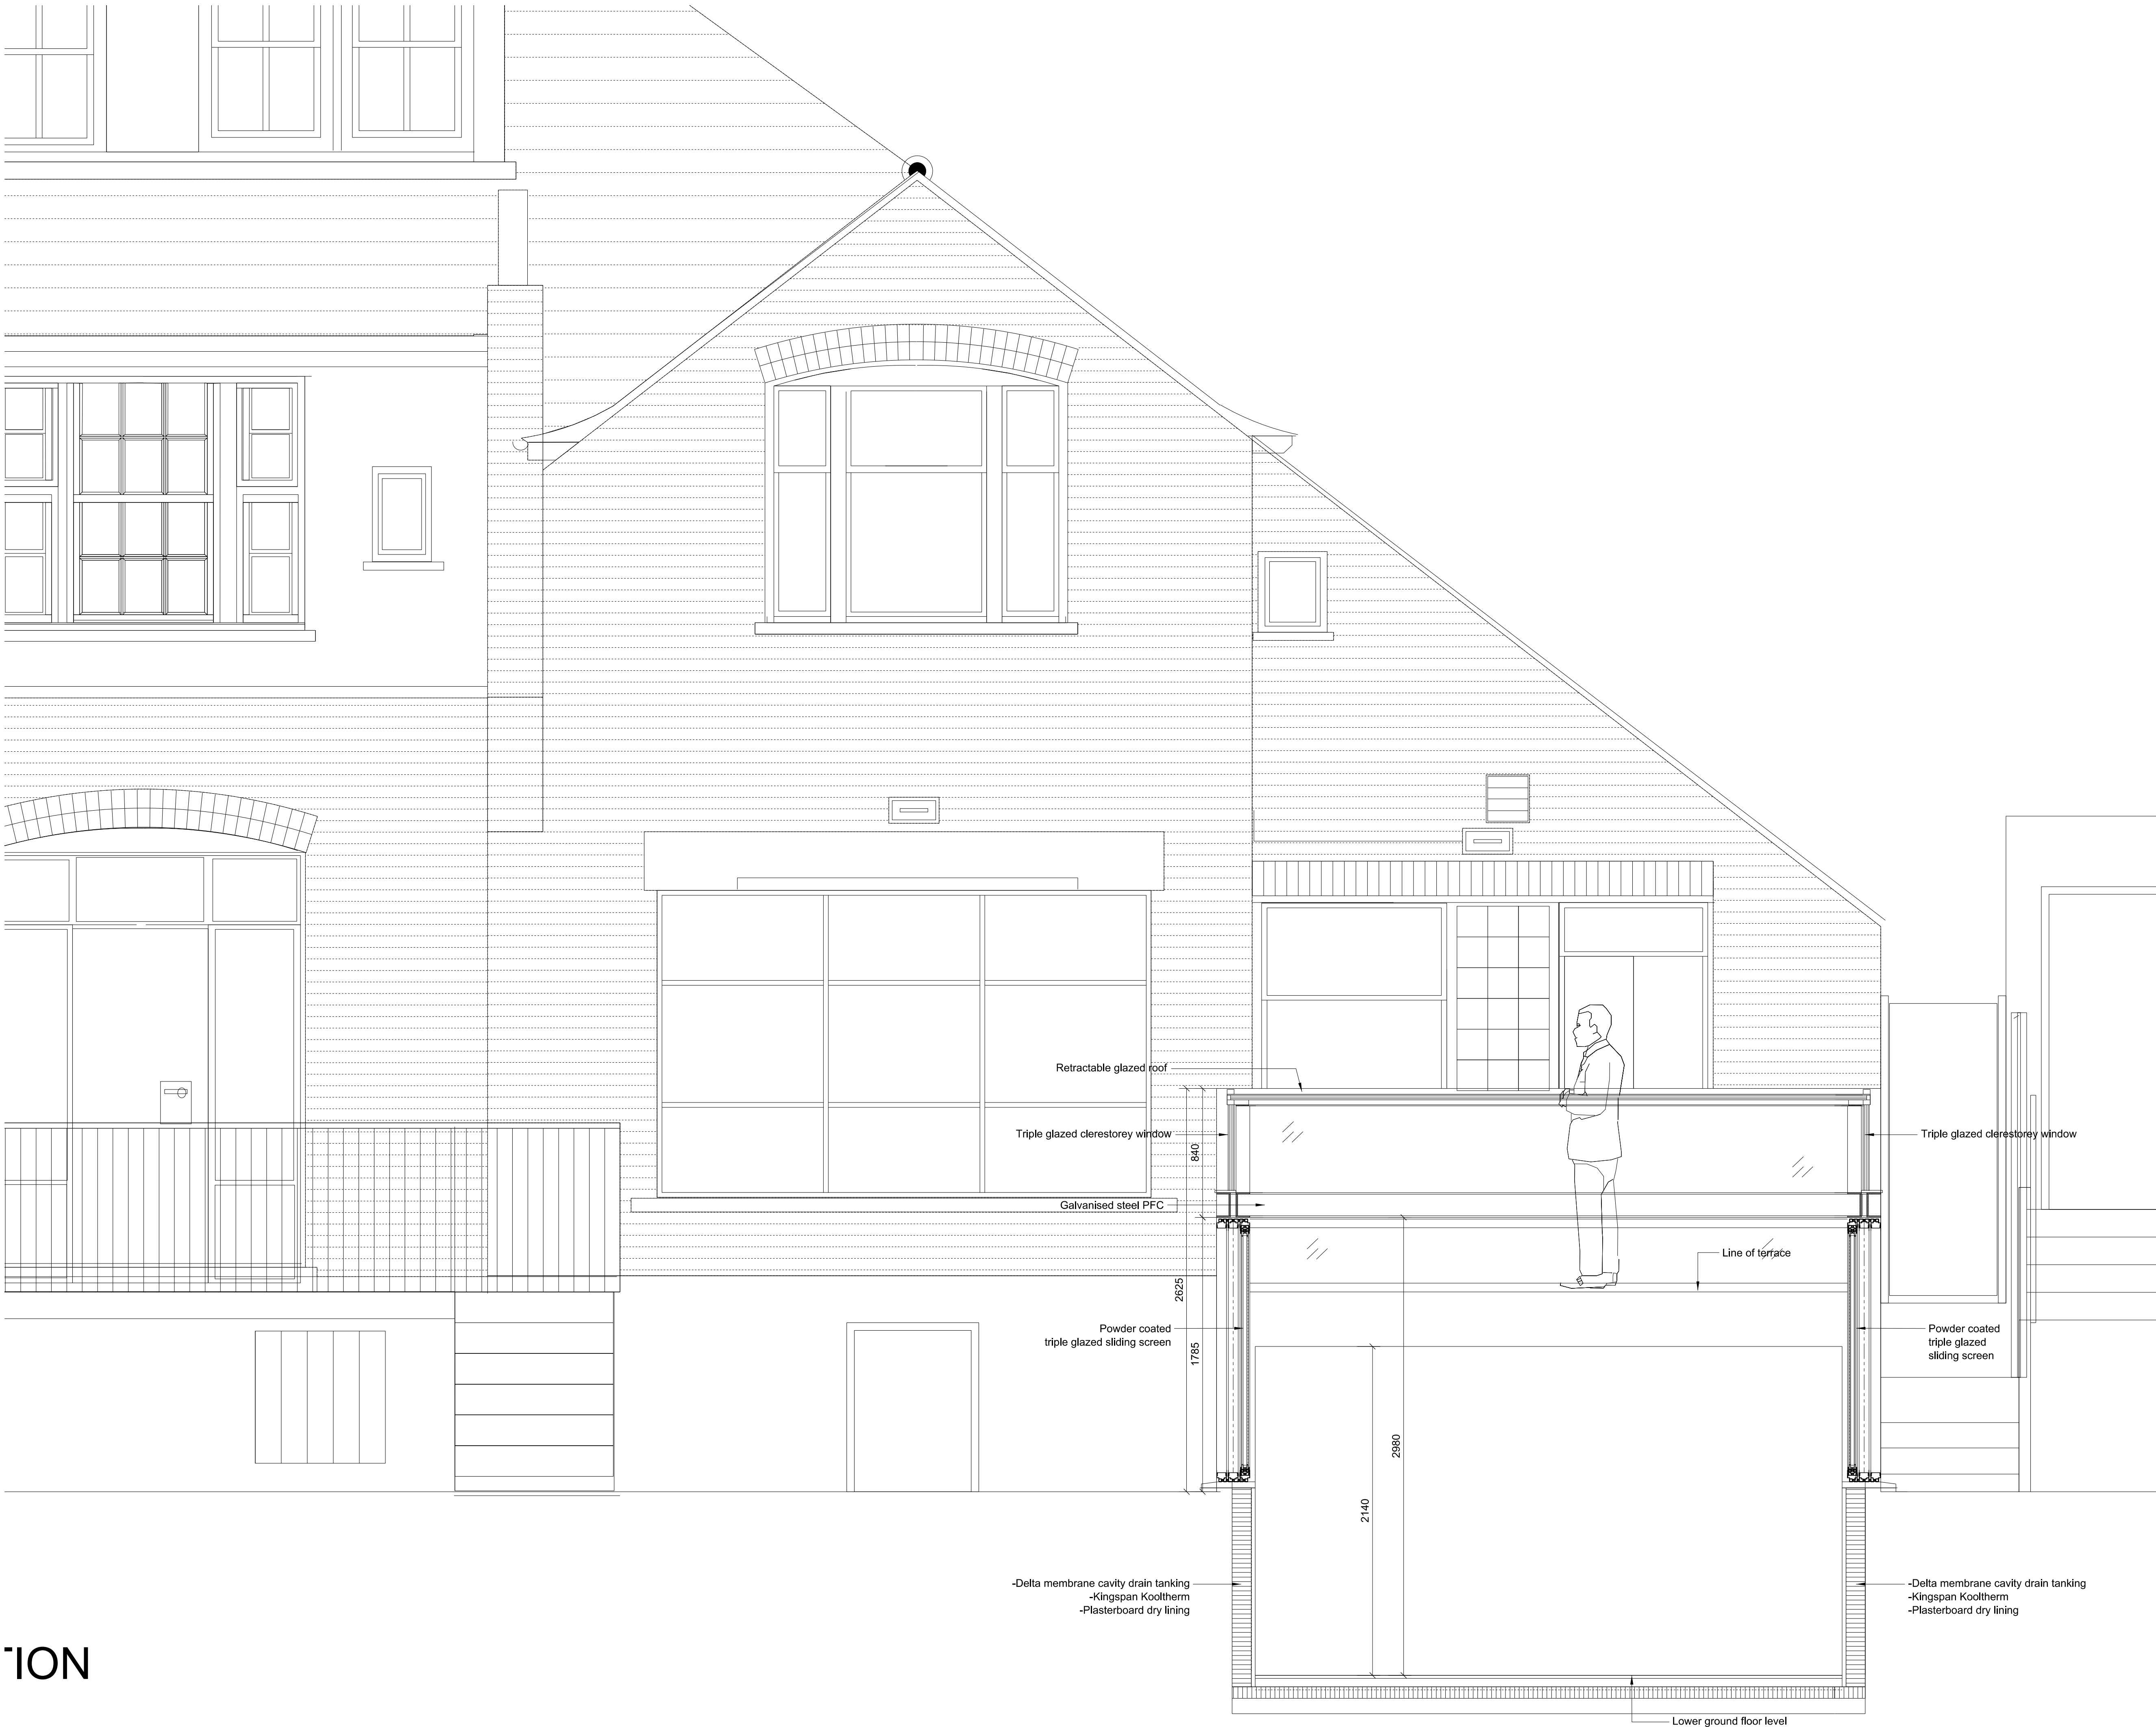 Retractable glazed roof
Triple glazed clerestorey window
Triple glazed clerestorey window
840
Galvanised steel PFC
Line of terrace
2625
Powder coated
triple glazed sliding screen
Powder coated
triple glazed
sliding screen
1785
2980
2140
-Delta membrane cavity drain tanking
-Kingspan Kooltherm
-Plasterboard dry lining
-Delta membrane cavity drain tanking
-Kingspan Kooltherm
-Plasterboard dry lining
ION
Lower ground floor level